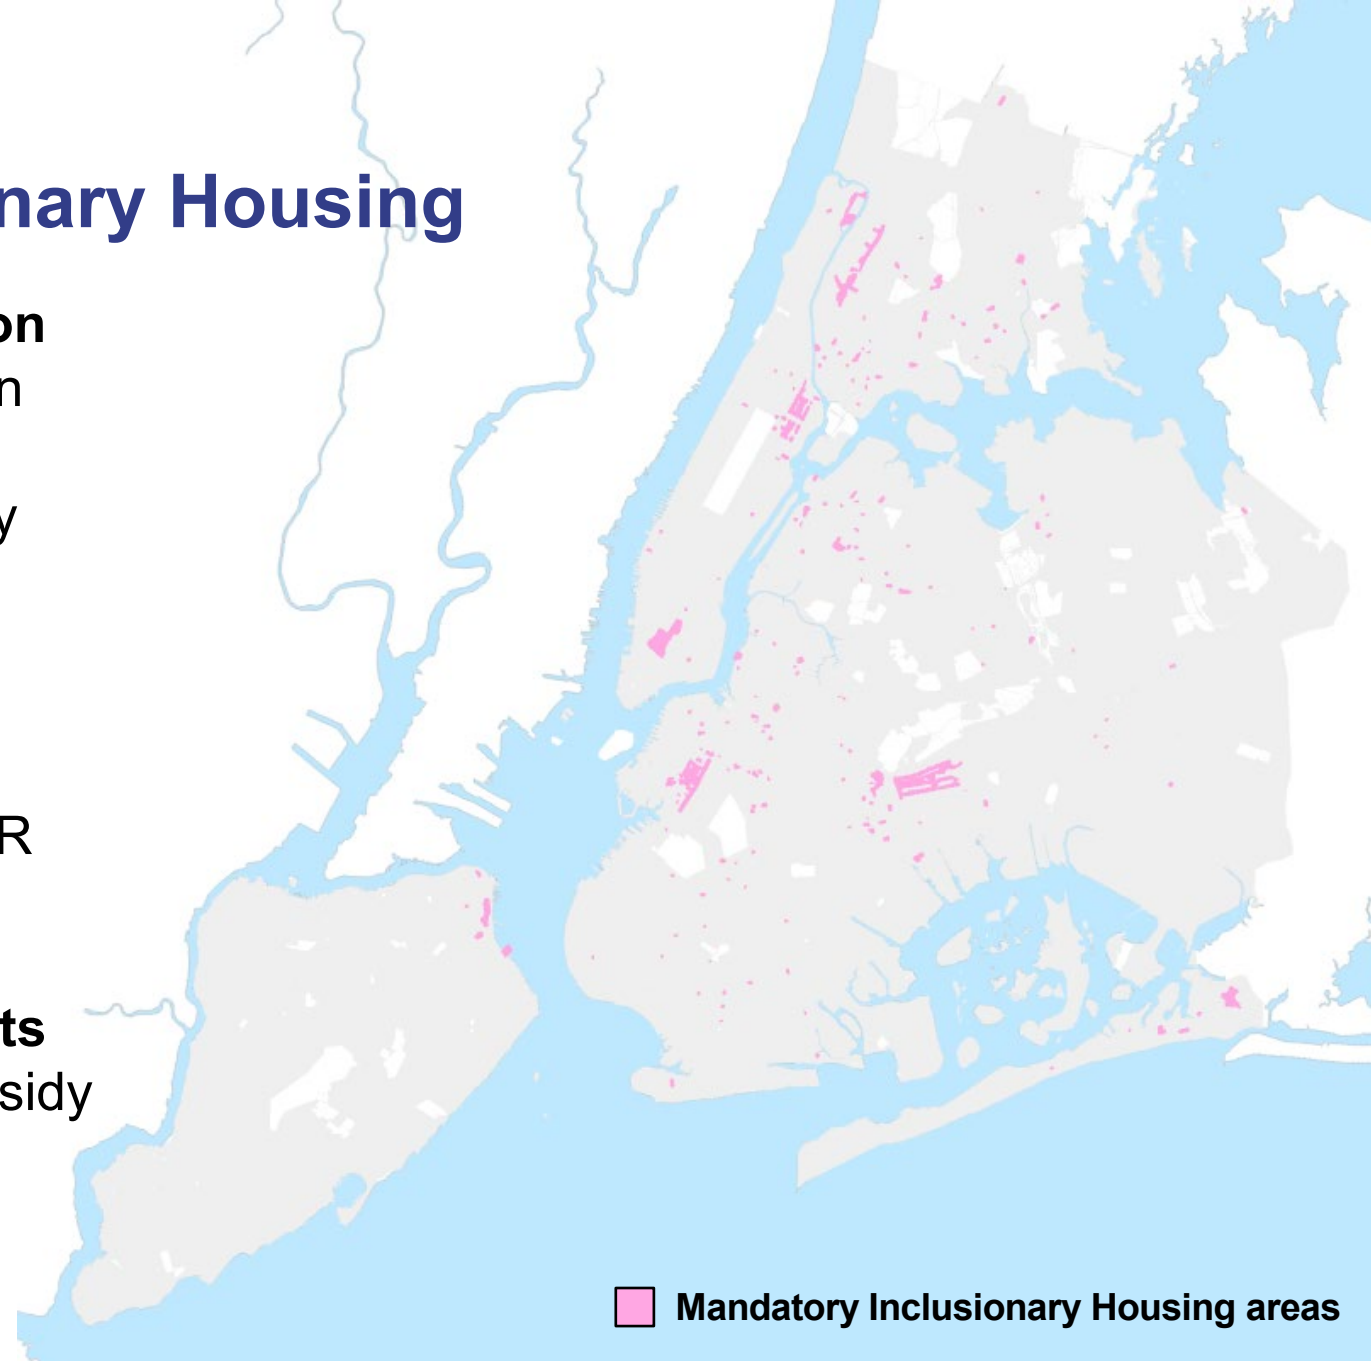 nary Housing
on
n
y
R
ts
sidy
Mandatory Inclusionary Housing areas